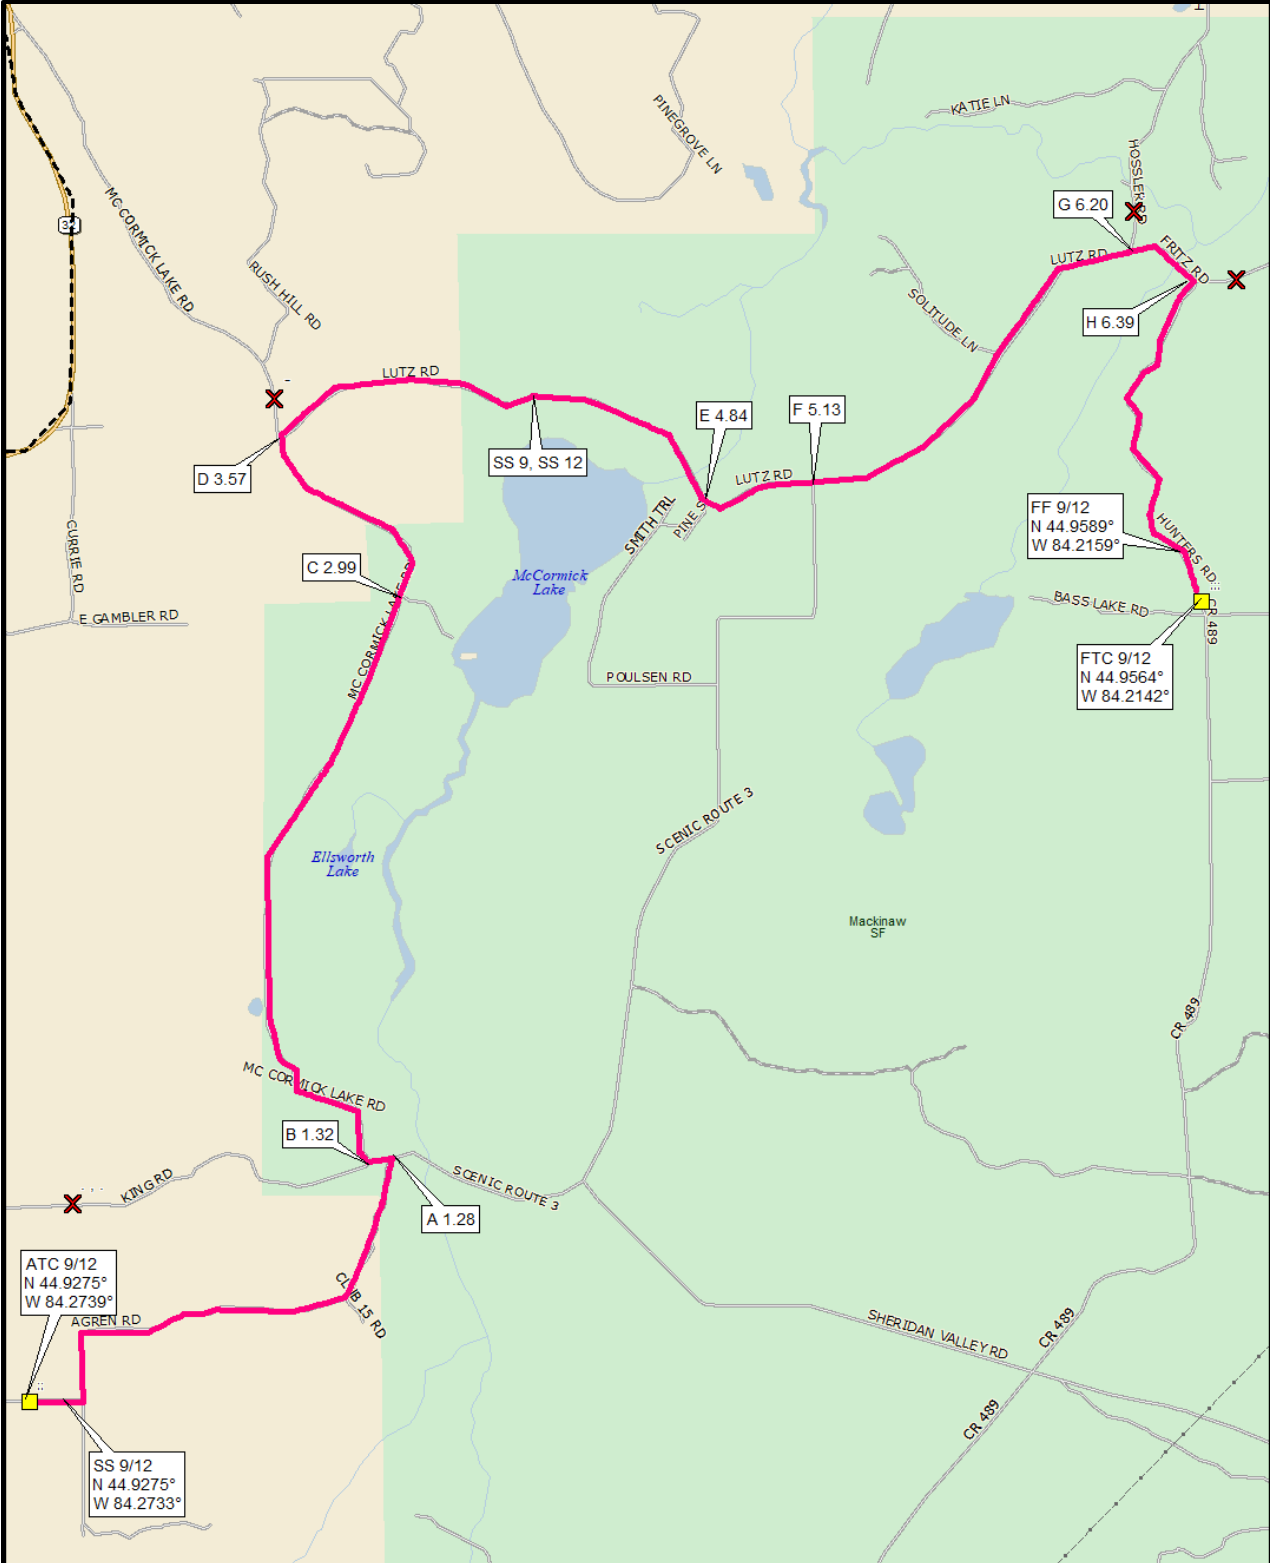 KATIE LN
PINEGROVE LN
HOSSLER RD
MC CORMICK LAKE RD
G 6.20
FRITZ RD
LUTZ RD
RUSH HILL RD
SOLITUDE LN
H 6.39
LUTZ RD
E 4.84
F 5.13
SS 9, SS 12
D 3.57
LUTZ RD
SMITH TRL
PINE S
FF 9/12
N 44.9589°
W 84.2159°
HUNTERS RD
CURRIE RD
C 2.99
McCormick
Lake
BASS LAKE RD
CR 489
E GAMBLER RD
MC CORMICK LAKE RD
FTC 9/12
N 44.9564°
W 84.2142°
POULSEN RD
SCENIC ROUTE 3
Ellsworth
Lake
Mackinaw
SF
CR 489
MC CORMICK LAKE RD
B 1.32
KING RD
SCENIC ROUTE 3
A 1.28
ATC 9/12
N 44.9275°
W 84.2739°
AGREN RD
CLUB 15 RD
SHERIDAN VALLEY RD
CR 489
CR 489
SS 9/12
N 44.9275°
W 84.2733°